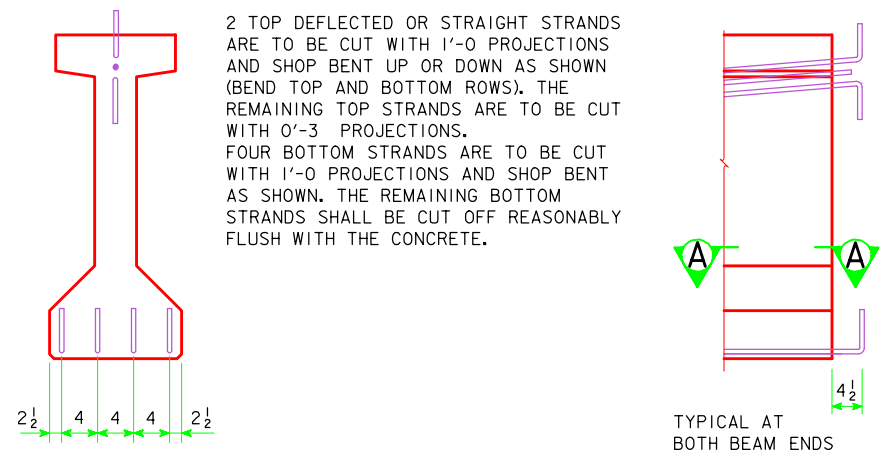 2 TOP DEFLECTED OR STRAIGHT STRANDS
ARE TO BE CUT WITH 1'-0 PROJECTIONS
AND SHOP BENT UP OR DOWN AS SHOWN
(BEND TOP AND BOTTOM ROWS). THE
REMAINING TOP STRANDS ARE TO BE CUT
WITH 0'-3 PROJECTIONS.
FOUR BOTTOM STRANDS ARE TO BE CUT
WITH 1'-0 PROJECTIONS AND SHOP BENT
AS SHOWN. THE REMAINING BOTTOM
STRANDS SHALL BE CUT OFF REASONABLY
FLUSH WITH THE CONCRETE.
A A
2½ 4 4 4 2½
4½
TYPICAL AT
BOTH BEAM ENDS